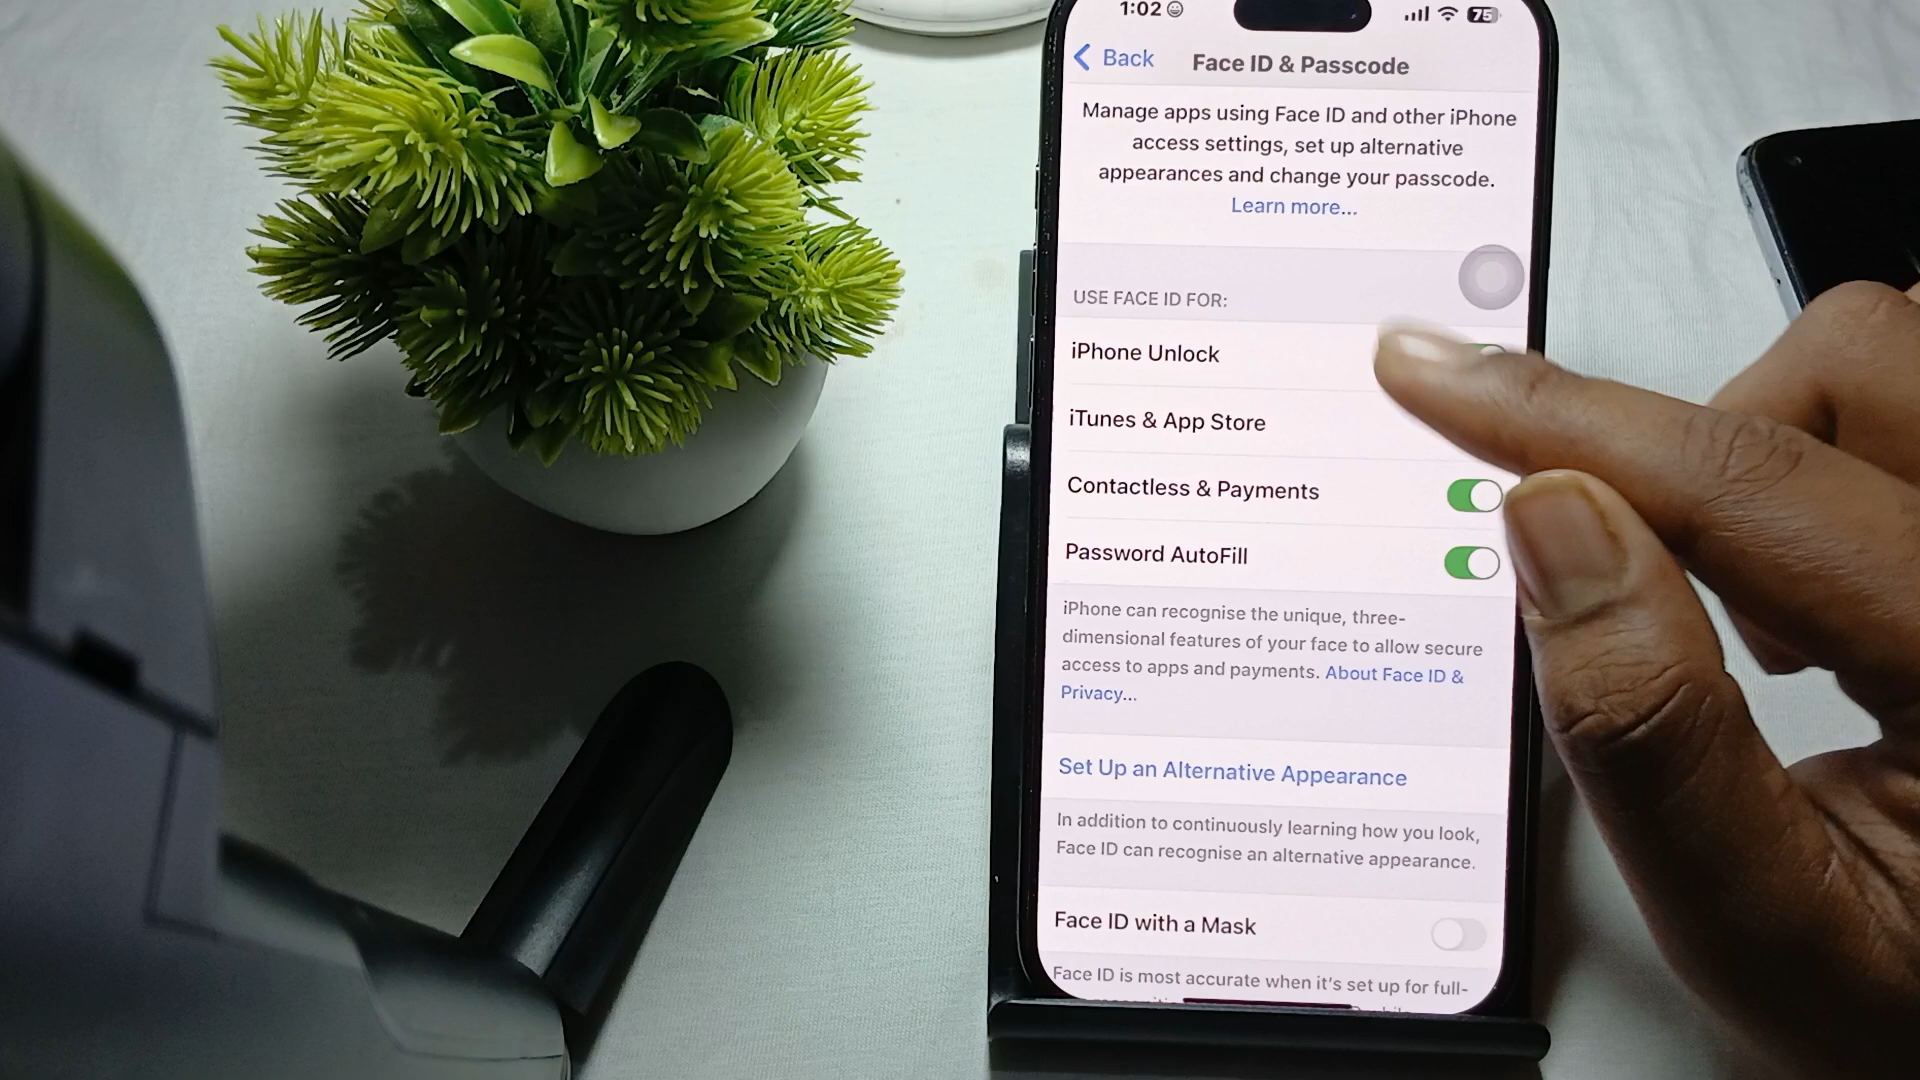 1:02
75
Back
Face ID & Passcode
Manage apps using Face ID and other iPhone
access settings, set up alternative
appearances and change your passcode.
Learn more...
USE FACE ID FOR:
iPhone Unlock
iTunes & App Store
Contactless & Payments
Password AutoFill
iPhone can recognise the unique, three-
dimensional features of your face to allow secure
access to apps and payments. About Face ID &
Privacy...
Set Up an Alternative Appearance
In addition to continuously learning how you look,
Face ID can recognise an alternative appearance.
Face ID with a Mask
Face ID is most accurate when it's set up for full-